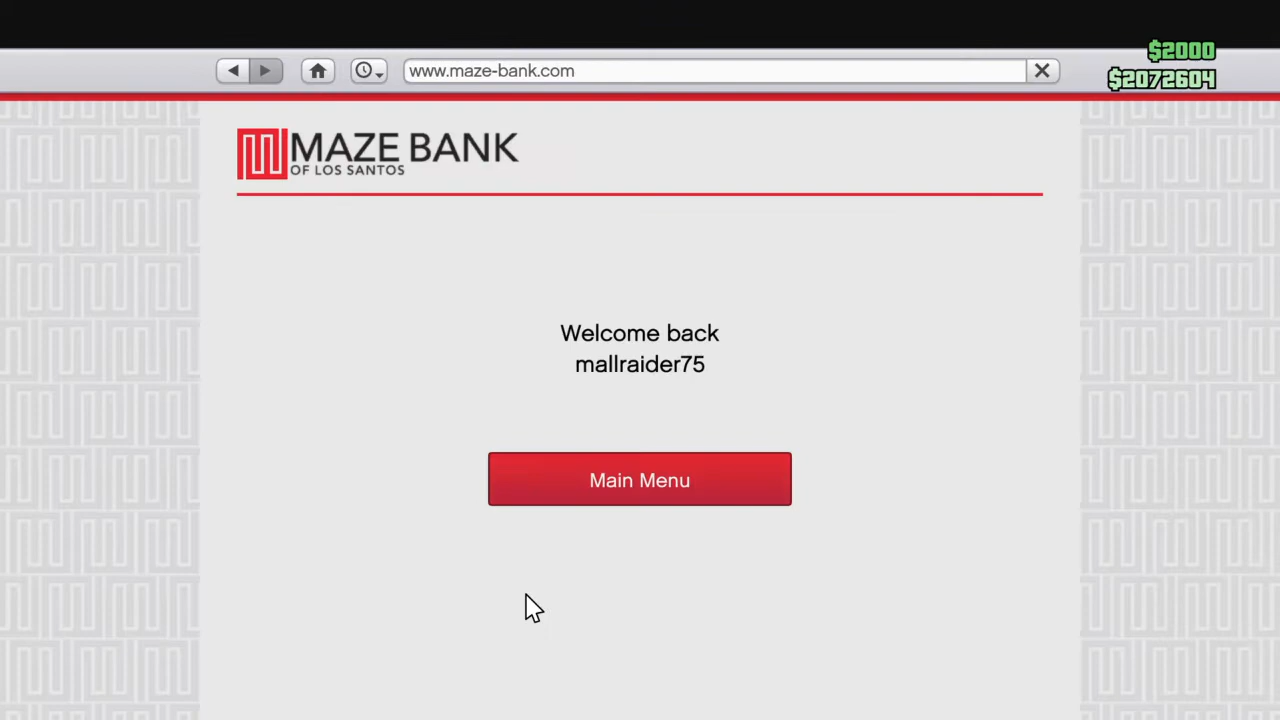 $2000
www.maze-bank.com
$2072604
MAZE BANK
OF LOS SANTOS
Welcome back
mallraider75
Main Menu